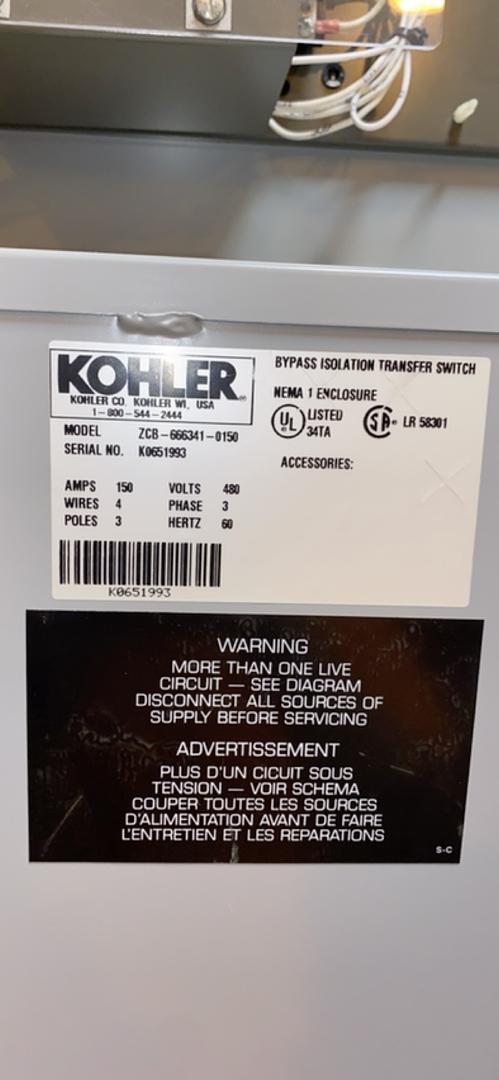 KOHLER®
KOHLER CO. KOHLER WI, USA
1-800-544-2444
BYPASS ISOLATION TRANSFER SWITCH
NEMA 1 ENCLOSURE
UL LISTED 34TA
SA LR 58301
MODEL ZCB-666341-0150
SERIAL NO. K0651993
ACCESSORIES:
AMPS 150 VOLTS 480
WIRES 4 PHASE 3
POLES 3 HERTZ 60
K0651993
WARNING
MORE THAN ONE LIVE
CIRCUIT — SEE DIAGRAM
DISCONNECT ALL SOURCES OF
SUPPLY BEFORE SERVICING
ADVERTISSEMENT
PLUS D'UN CICUIT SOUS
TENSION — VOIR SCHEMA
COUPER TOUTES LES SOURCES
D'ALIMENTATION AVANT DE FAIRE
L'ENTRETIEN ET LES REPARATIONS
S-C